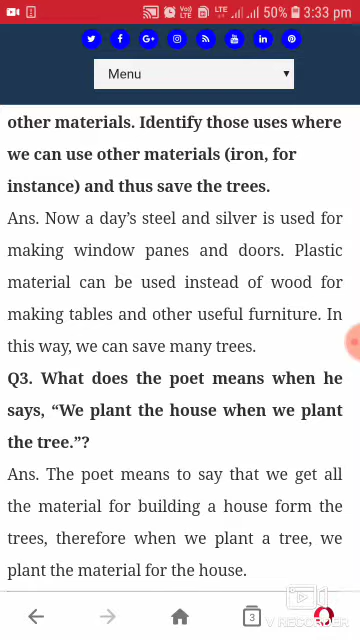 Vo) LTE LTE 50% 3:33 pm
Menu
other materials. Identify those uses where
we can use other materials (iron, for
instance) and thus save the trees.
Ans. Now a day's steel and silver is used for
making window panes and doors. Plastic
material can be used instead of wood for
making tables and other useful furniture. In
this way, we can save many trees.
Q3. What does the poet means when he
says, “We plant the house when we plant
the tree.”?
Ans. The poet means to say that we get all
the material for building a house form the
trees, therefore when we plant a tree, we
plant the material for the house.
3
V RECORDER